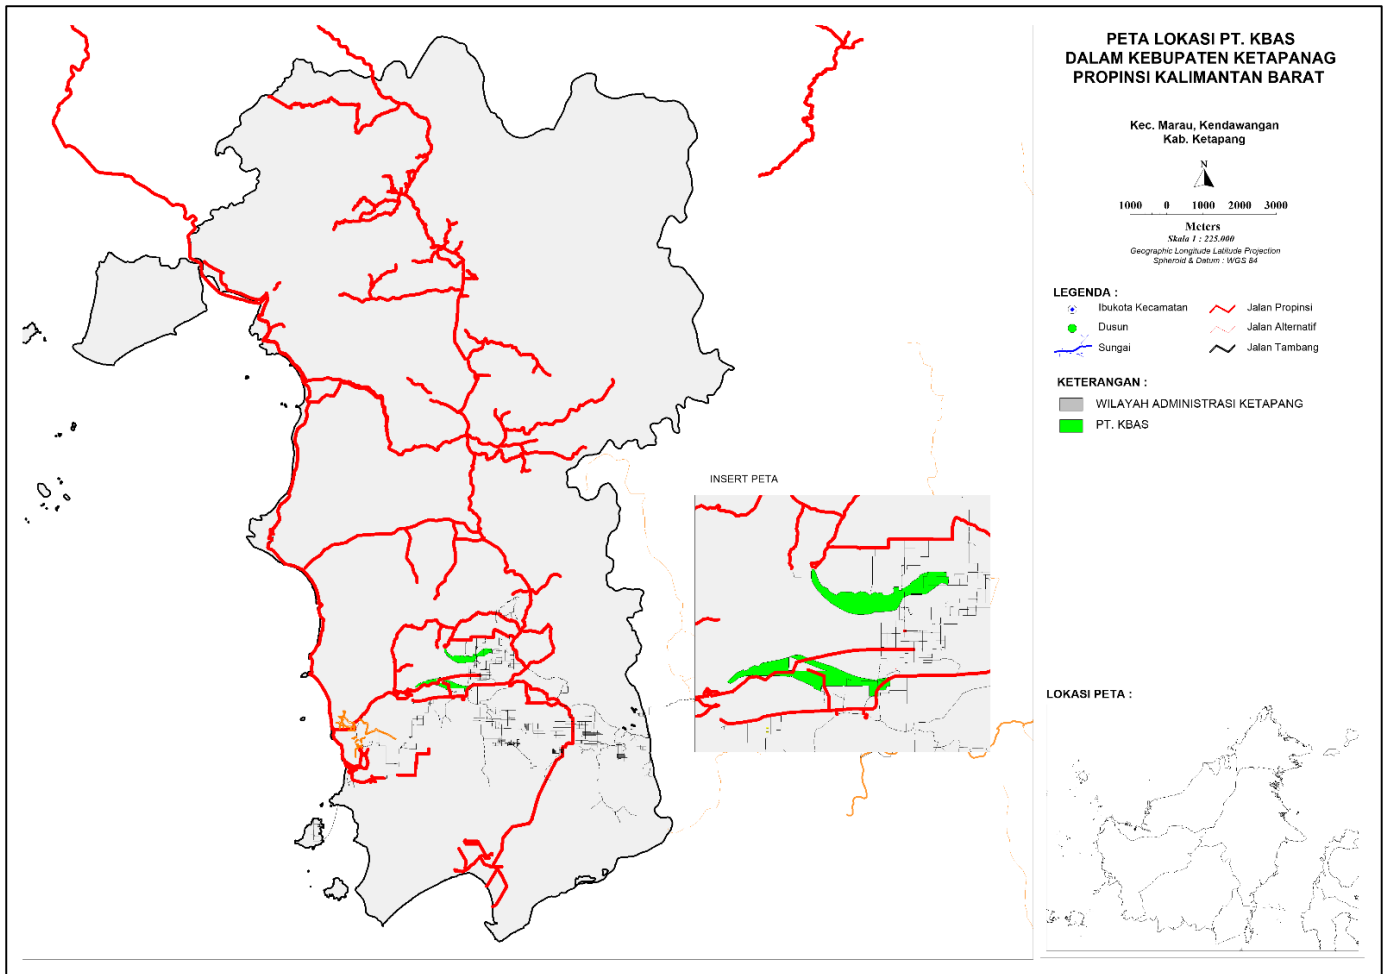 PETA LOKASI PT. KBAS
DALAM KEBUPATEN KETAPANAG
PROPINSI KALIMANTAN BARAT
Kec. Marau, Kendawangan
Kab. Ketapang
N
1000 0 1000 2000 3000
Meters
Skala 1 : 225.000
Geographic Longitude Latitude Projection
Spheroid & Datum : WGS 84
LEGENDA :
Ibukota Kecamatan
Jalan Propinsi
Dusun
Jalan Alternatif
Sungai
Jalan Tambang
KETERANGAN :
WILAYAH ADMINISTRASI KETAPANG
PT. KBAS
INSERT PETA
LOKASI PETA :